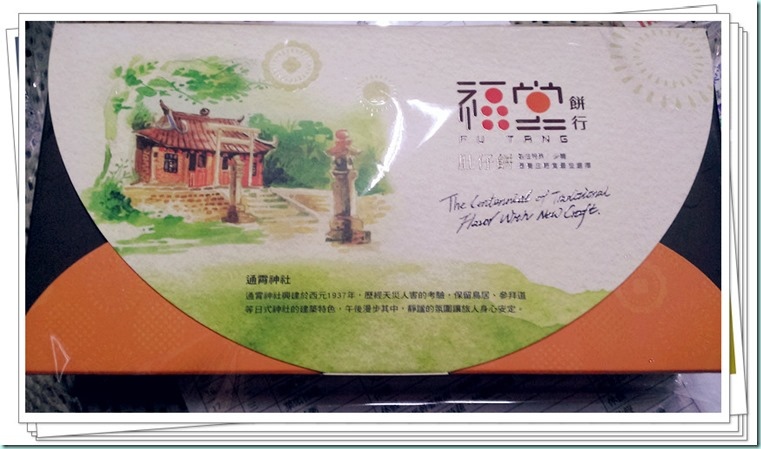 福堂
餅行
FU TANG
The Centennial of Tranitional
Flavor With New Craft.
通霄神社
通霄神社興建於西元1937年，歷經天災人害的考驗，保留鳥居、參拜道
等日式神社的建築特色，午後漫步其中，靜謐的氛圍讓旅人身心安定。